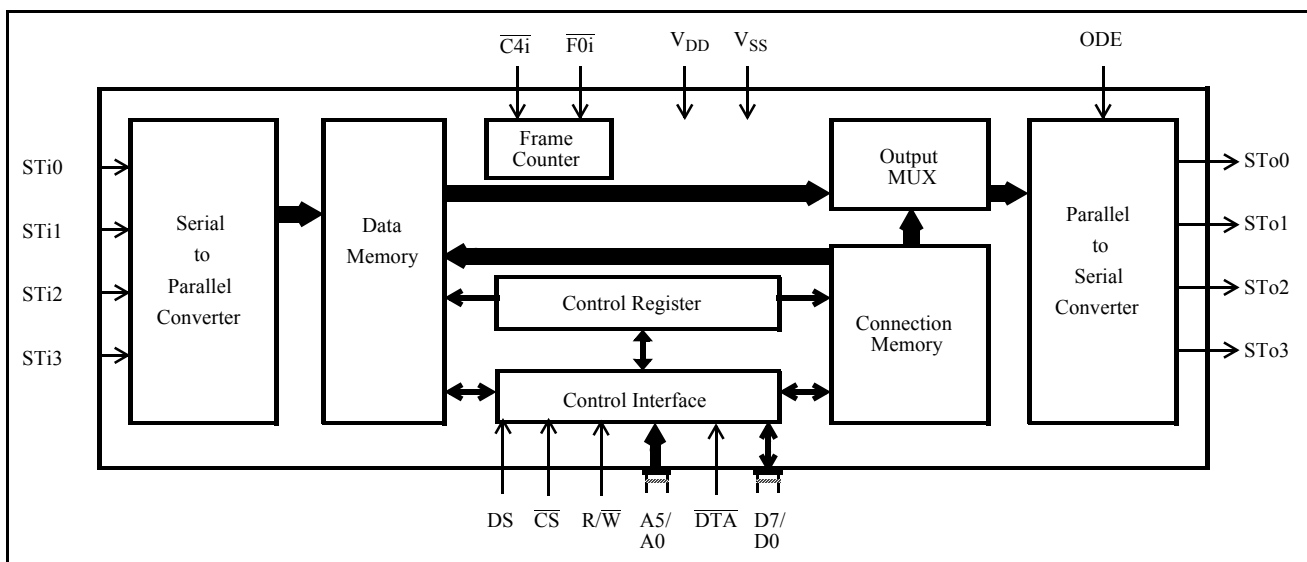 C4i
F0i
VDD
VSS
ODE
STi0
STi1
STi2
STi3
Serial
to
Parallel
Converter
Data
Memory
Frame
Counter
Output
MUX
Control Register
Control Interface
Connection
Memory
Parallel
to
Serial
Converter
STo0
STo1
STo2
STo3
DS
CS
R/W
A5/
A0
DTA
D7/
D0